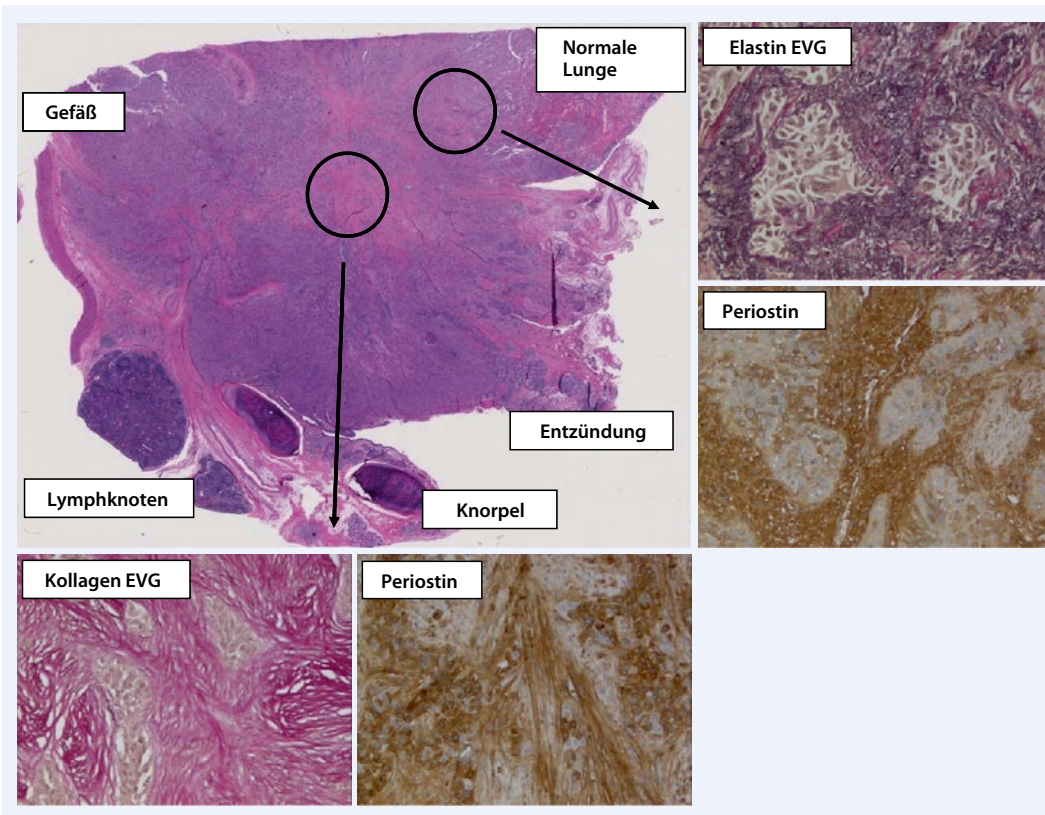 Normale
Lunge
Elastin EVG
Gefäß
Periostin
Entzündung
Lymphknoten
Knorpel
Kollagen EVG
Periostin